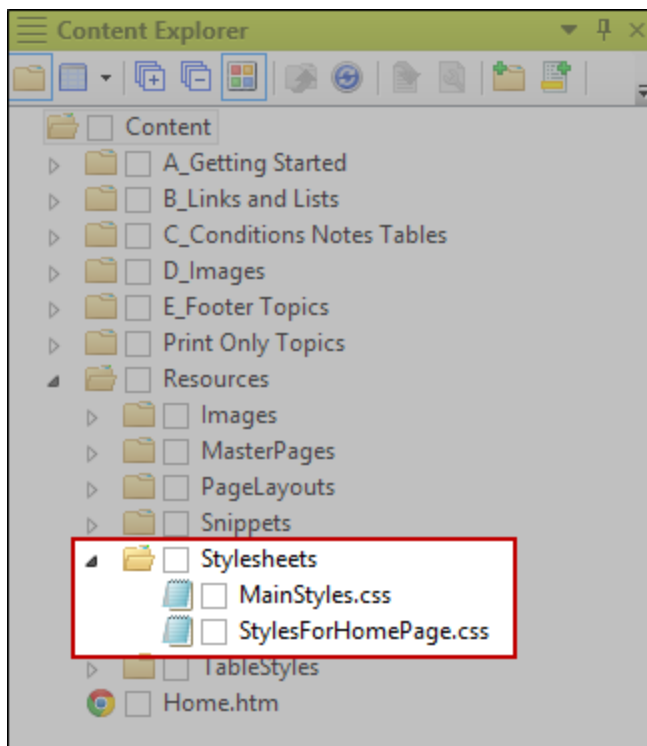 Content Explorer
Content
A_Getting Started
B_Links and Lists
C_Conditions Notes Tables
D_Images
E_Footer Topics
Print Only Topics
Resources
Images
MasterPages
PageLayouts
Snippets
Stylesheets
MainStyles.css
StylesForHomePage.css
TableStyles
Home.htm